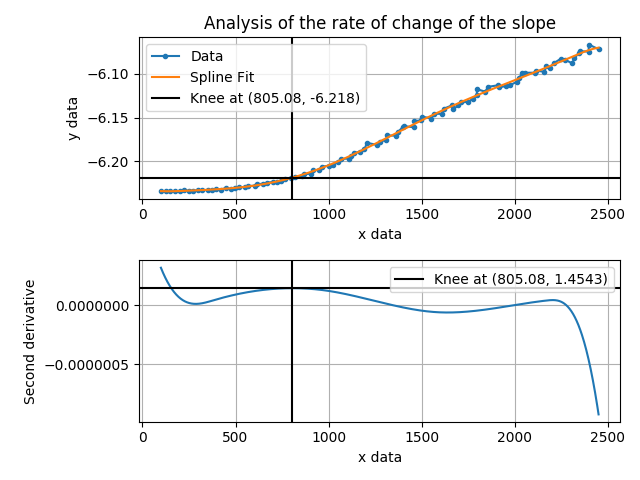 Analysis of the rate of change of the slope
Data
Spline Fit
Knee at (805.08, -6.218)
−6.10
−6.15
−6.20
y data
0 500 1000 1500 2000 2500
x data
Knee at (805.08, 1.4543)
0.0000000
−0.0000005
Second derivative
0 500 1000 1500 2000 2500
x data